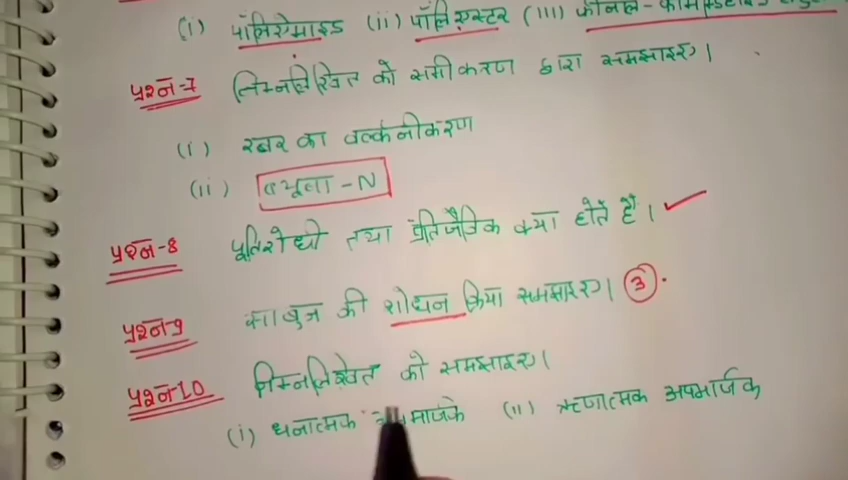 (i) पॉलिऐमाइड (ii) पॉलिएस्टर (III) फीनॉल-
प्रश्न-7 निम्नलिखित को समीकरण द्वारा समझाइए।
(i) रबर का वल्कनीकरण
(ii) ब्यूना-N
प्रश्न-8 पूतिरोधी तथा प्रतिजैविक क्या होते हैं।
प्रश्न-9 साबुन की शोधन क्रिया समझाइए। 3
प्रश्न-10 निम्नलिखित को समझाइए।
(i) धनात्मक (ii) ऋणात्मक अपमार्जक